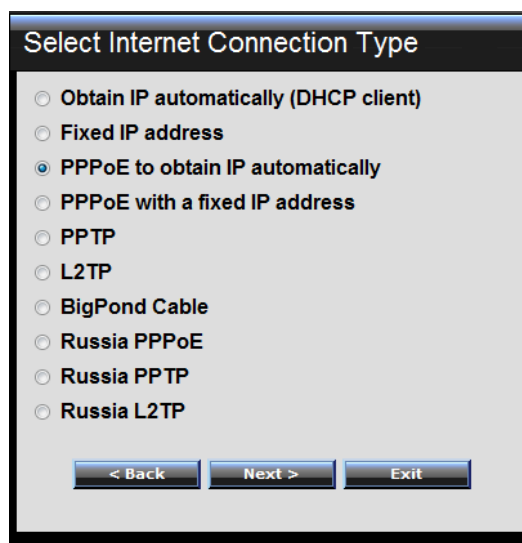 Select Internet Connection Type
Obtain IP automatically (DHCP client)
Fixed IP address
PPPoE to obtain IP automatically
PPPoE with a fixed IP address
PPTP
L2TP
BigPond Cable
Russia PPPoE
Russia PPTP
Russia L2TP
< Back Next > Exit